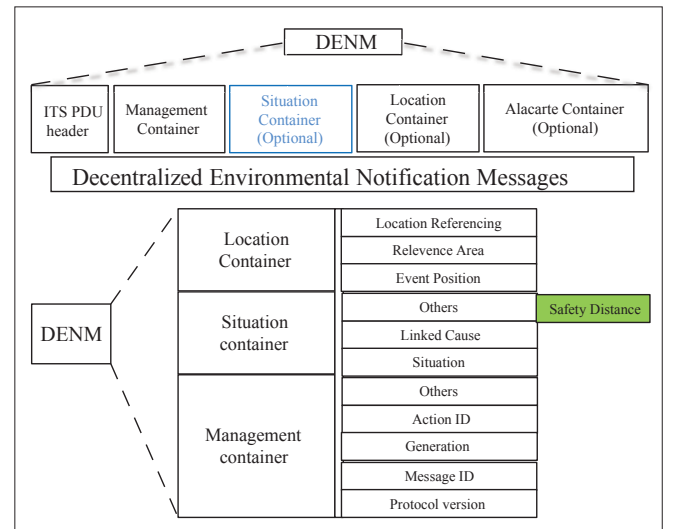 DENM
ITS PDU
header
Management
Container
Situation
Container
(Optional)
Location
Container
(Optional)
Alacarte Container
(Optional)
Decentralized Environmental Notification Messages
DENM
Location
Container
Location Referencing
Relevence Area
Event Position
Situation
container
Others
Safety Distance
Linked Cause
Situation
Management
container
Others
Action ID
Generation
Message ID
Protocol version